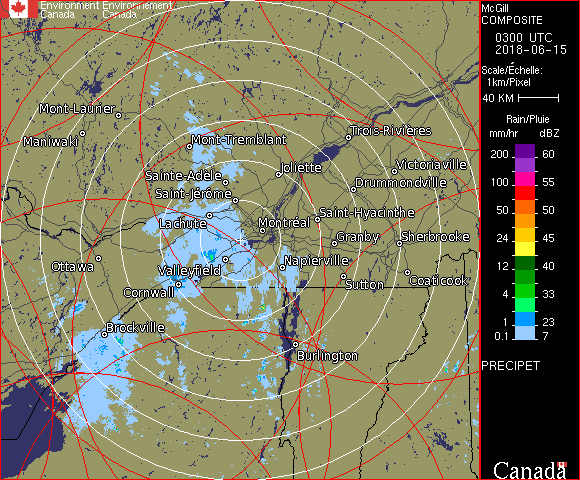 Environment Environnement
Canada Canada
McGill
COMPOSITE
0300 UTC
2018-06-15
Scale/Échelle:
1km/Pixel
40 KM
Rain/Pluie
mm/hr dBZ
200 60
55
100 55
50 50
24 45
35
12 40
4 33
1 23
0.1 7
PRECIPET
Canada
Mont-Laurier
Maniwaki
Mont-Tremblant
Trois-Rivières
Sainte-Adèle
Joliette
Victoriaville
Drummondville
Saint-Jérôme
Lachute
Montréal
Saint-Hyacinthe
Granby
Sherbrooke
Ottawa
Valleyfield
Napierville
Cornwall
Sutton
Coaticook
Brockville
Burlington